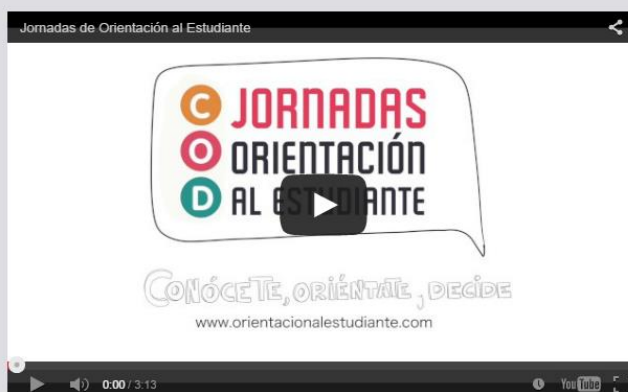 Jornadas de Orientación al Estudiante
C JORNADAS
O ORIENTACIÓN
D AL ESTUDIANTE
CONÓCETE, ORIÉNTATE, DECIDE
www.orientacionalestudiante.com
0:00 / 3:13
YouTube